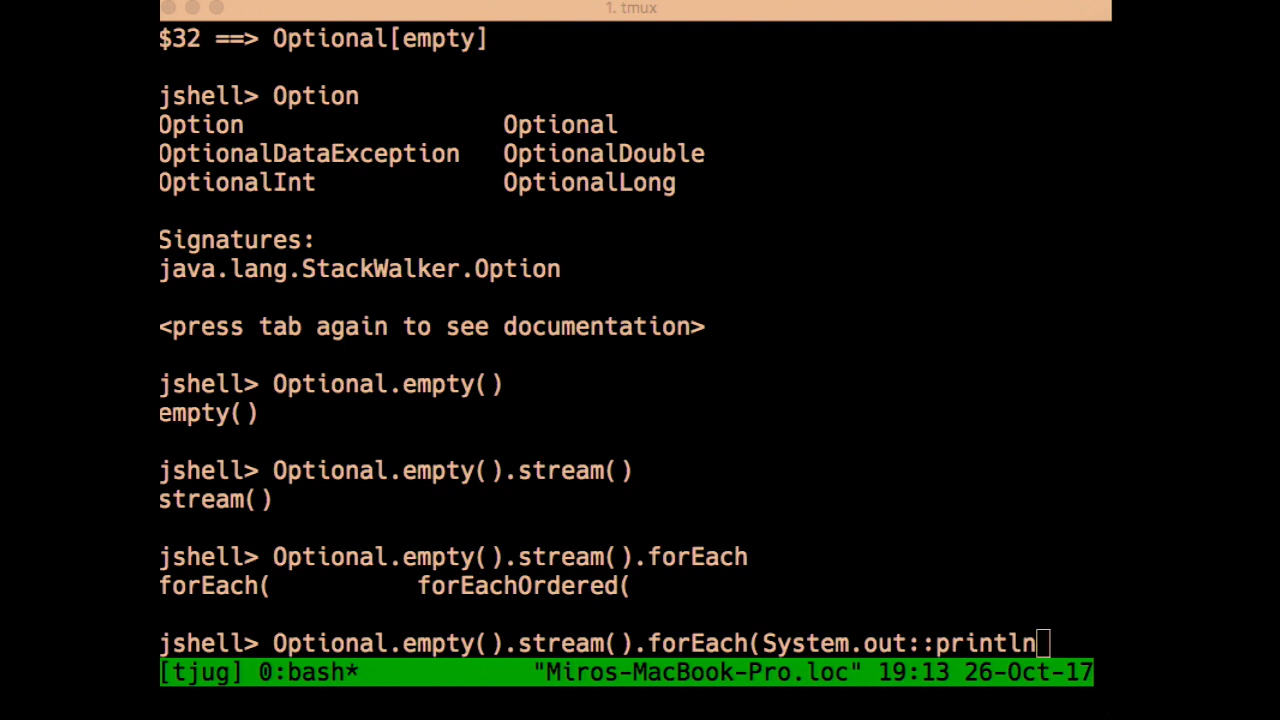 1. tmux
$32 ==> Optional[empty]
jshell> Option
Option Optional
OptionalDataException OptionalDouble
OptionalInt OptionalLong
Signatures:
java.lang.StackWalker.Option
<press tab again to see documentation>
jshell> Optional.empty()
empty()
jshell> Optional.empty().stream()
stream()
jshell> Optional.empty().stream().forEach
forEach( forEachOrdered(
jshell> Optional.empty().stream().forEach(System.out::println
[tjug] 0:bash* "Miros-MacBook-Pro.loc" 19:13 26-Oct-17